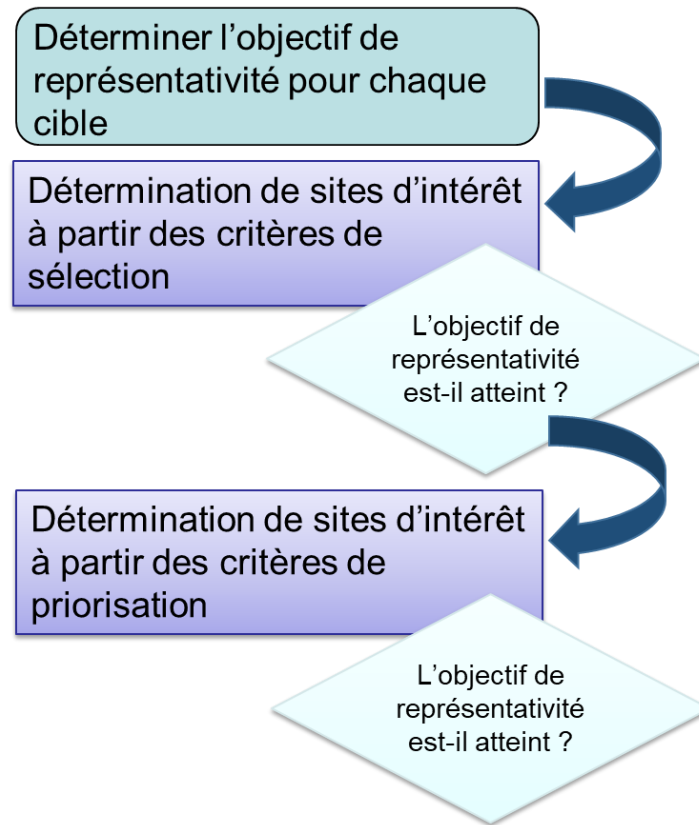 Déterminer l’objectif de
représentativité pour chaque
cible
Détermination de sites d’intérêt
à partir des critères de
sélection
L’objectif de
représentativité
est-il atteint ?
Détermination de sites d’intérêt
à partir des critères de
priorisation
L’objectif de
représentativité
est-il atteint ?